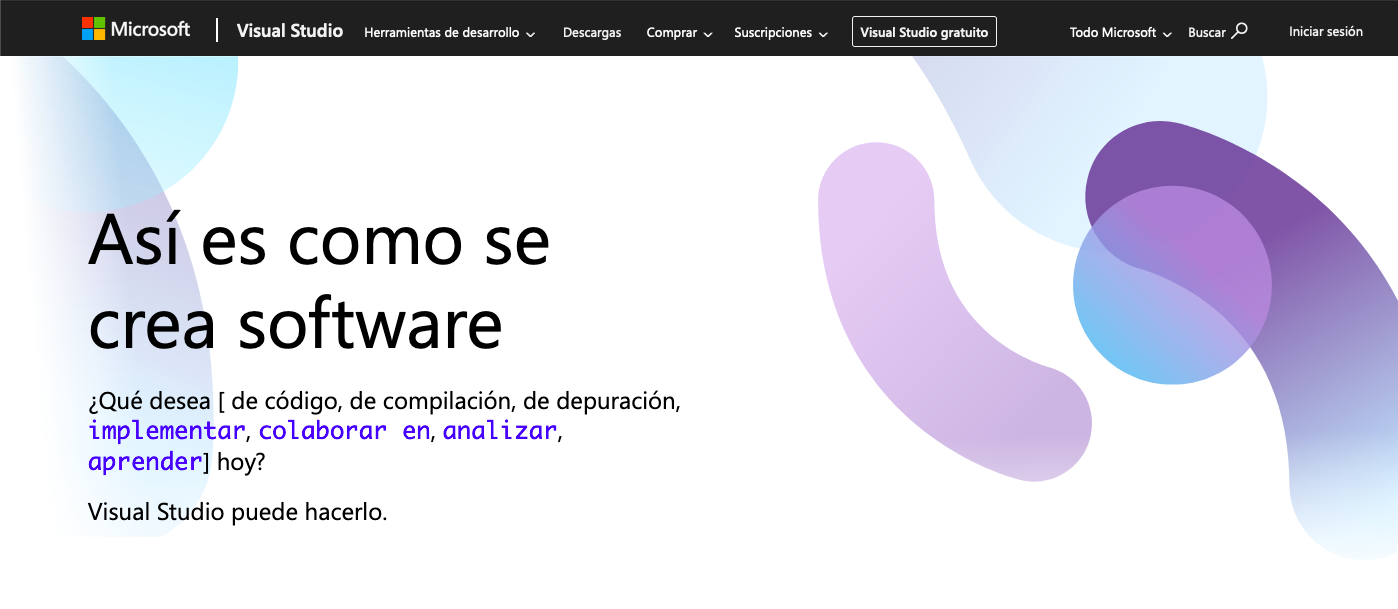 Microsoft Visual Studio Herramientas de desarrollo Descargas Comprar Suscripciones Visual Studio gratuito Todo Microsoft Buscar Iniciar sesión
Así es como se
crea software
¿Qué desea [ de código, de compilación, de depuración,
implementar, colaborar en, analizar,
aprender] hoy?
Visual Studio puede hacerlo.